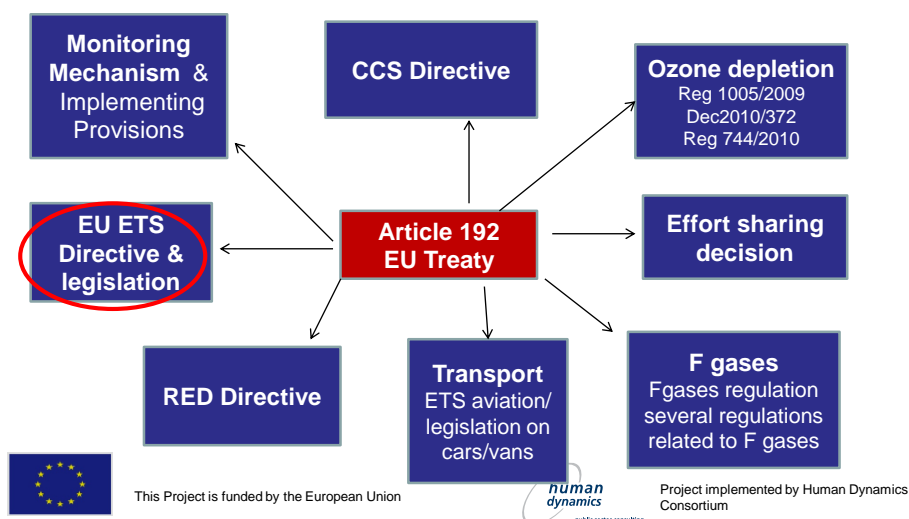 Monitoring
Mechanism &
Implementing
Provisions
CCS Directive
Ozone depletion
Reg 1005/2009
Dec2010/372
Reg 744/2010
EU ETS
Directive &
legislation
Article 192
EU Treaty
Effort sharing
decision
RED Directive
Transport
ETS aviation/
legislation on
cars/vans
F gases
Fgases regulation
several regulations
related to F gases
This Project is funded by the European Union
human
dynamics
Project implemented by Human Dynamics
Consortium